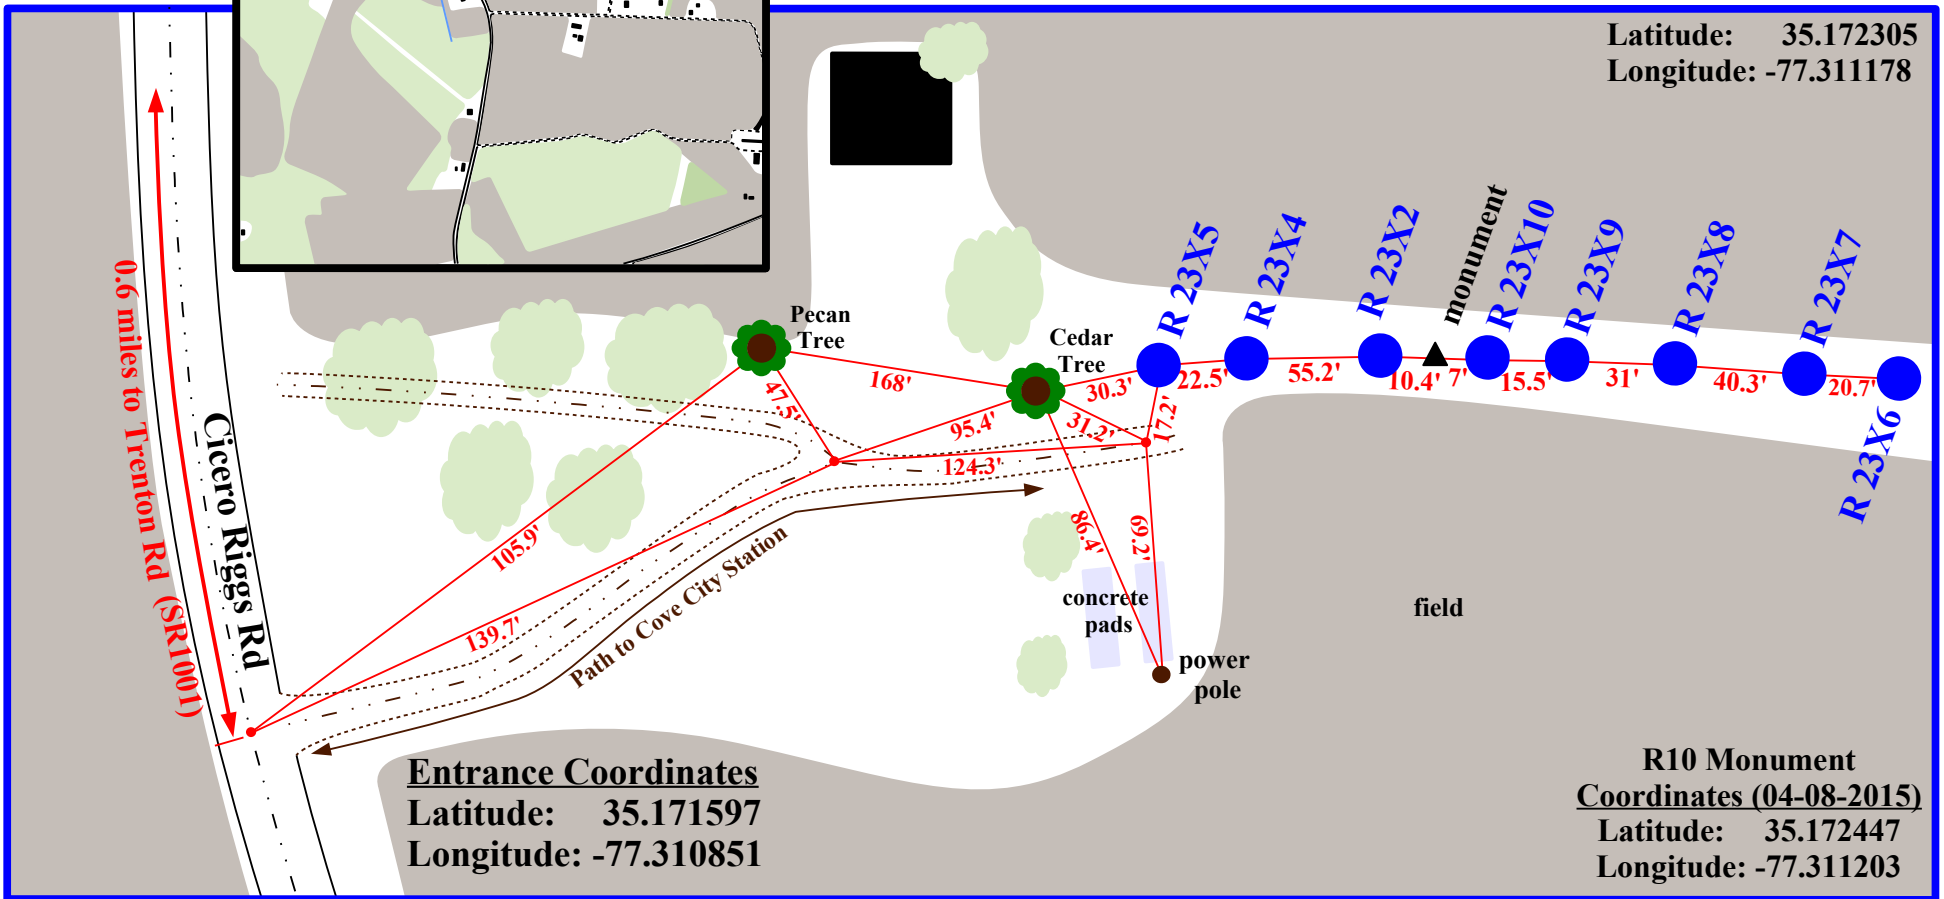 Latitude: 35.172305
Longitude: -77.311178
0.6 miles to Trenton Rd (SR1001)
Cicero Riggs Rd
Pecan
Tree
Cedar
Tree
R 23X5
R 23X4
R 23X2
monument
R 23X10
R 23X9
R 23X8
R 23X7
R 23X6
168'
47.5'
95.4'
30.3'
31.2'
17.2'
22.5'
55.2'
10.4'
7'
15.5'
31'
40.3'
20.7'
124.3'
105.9'
139.7'
86.4'
69.2'
Path to Cove City Station
concrete
pads
power
pole
field
Entrance Coordinates
Latitude: 35.171597
Longitude: -77.310851
R10 Monument
Coordinates (04-08-2015)
Latitude: 35.172447
Longitude: -77.311203